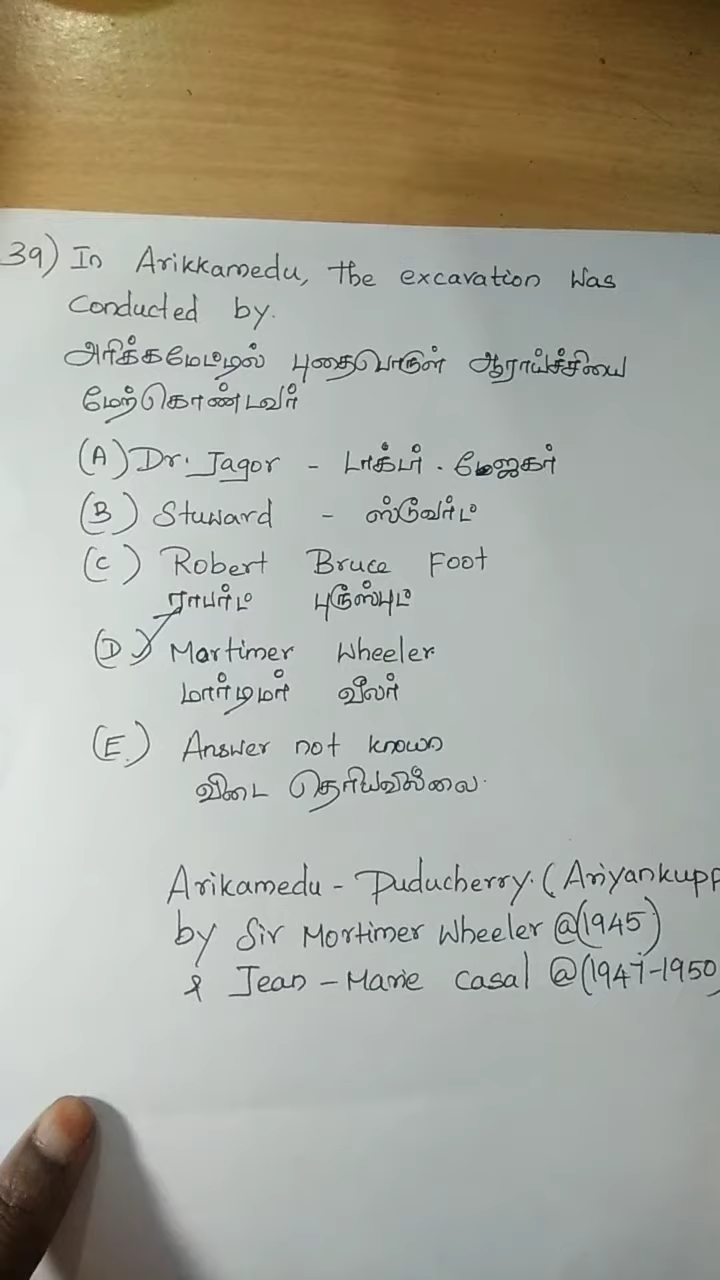 39) In Arikkamedu, the excavation was
conducted by.
அரிக்கமேட்டில் புதைபொருள் ஆராய்ச்சியை
மேற்கொண்டவர்
(A) Dr. Jagor - டாக்டர். மேஜகர்
(B) Stuward - ஸ்டுவர்ட்
(C) Robert Bruce Foot
ராபர்ட் புரூஸ்புட்
(D) Martimer Wheeler
மார்டிமர் வீலர்
(E) Answer not known
விடை தெரியவில்லை.
Arikamedu - Puducherry. (Ariyankupp
by Sir Mortimer Wheeler @(1945)
& Jean - Marie Casal @(1947-1950)